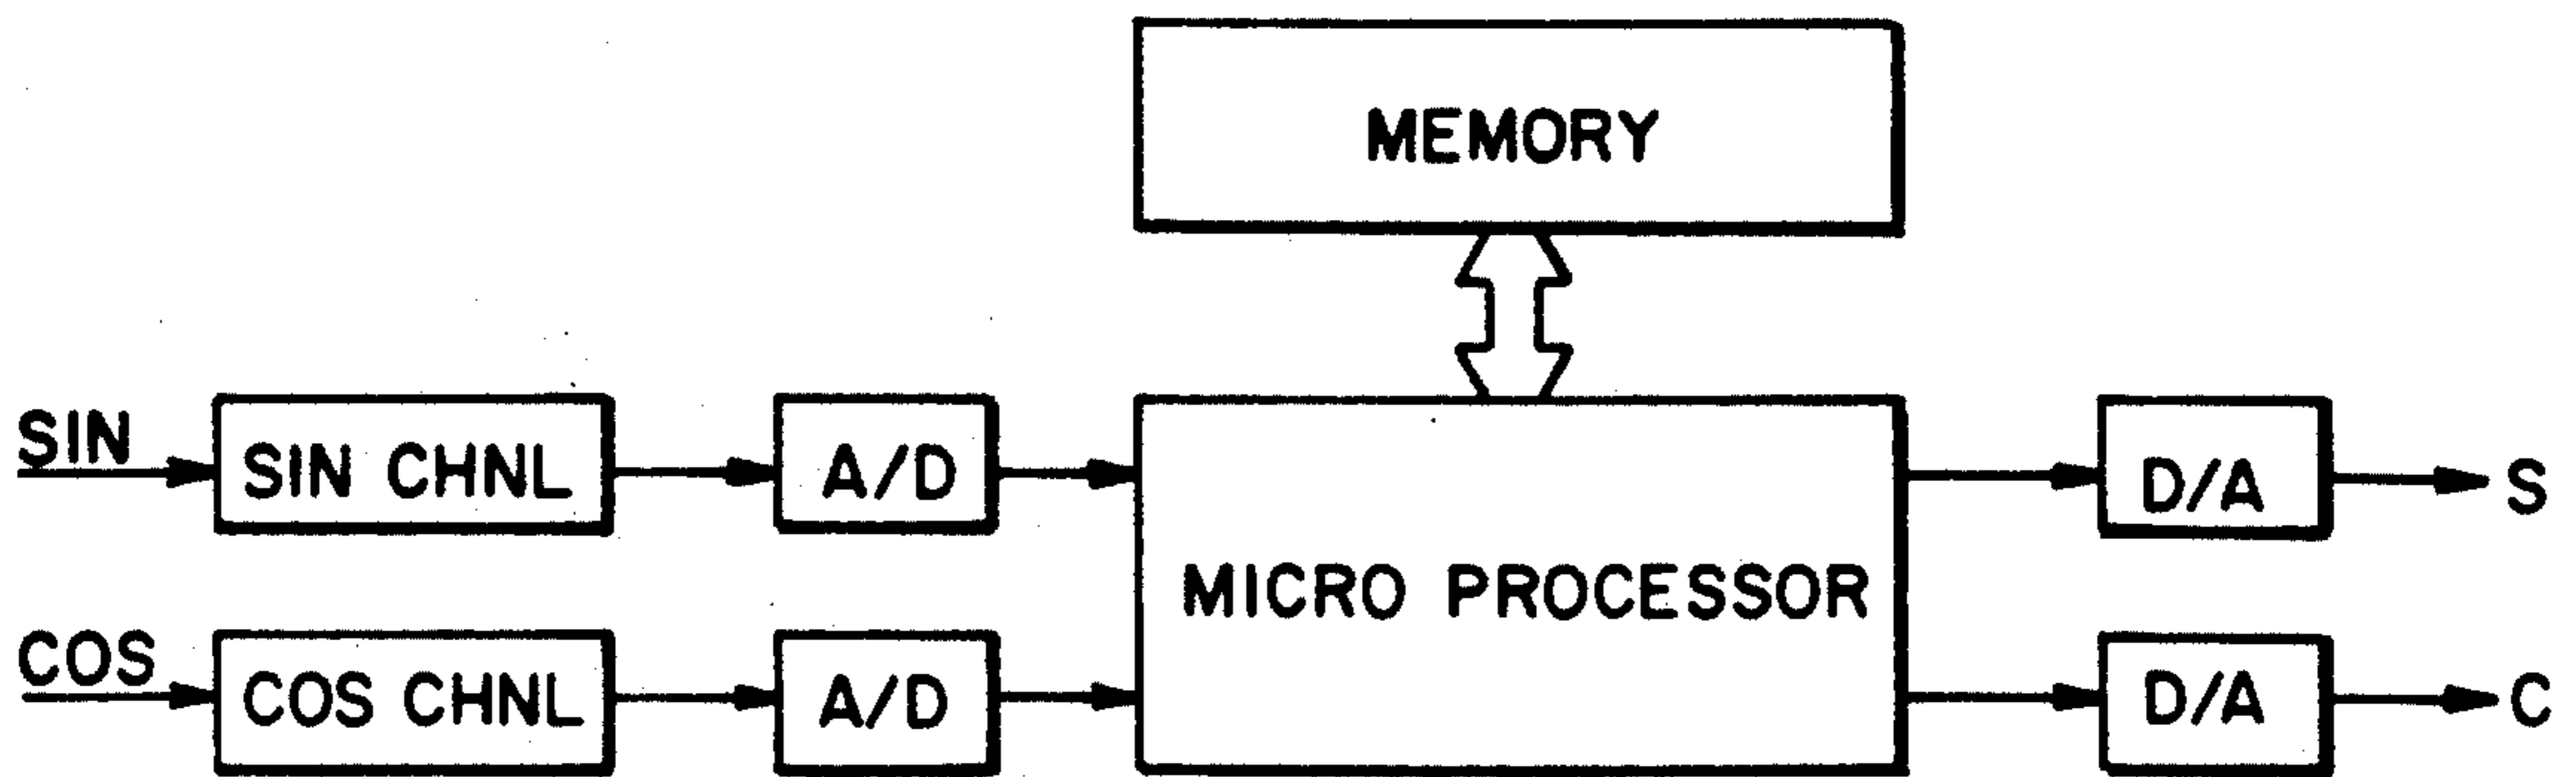 MEMORY
SIN
SIN CHNL
A/D
D/A
S
MICRO PROCESSOR
COS
COS CHNL
A/D
D/A
C